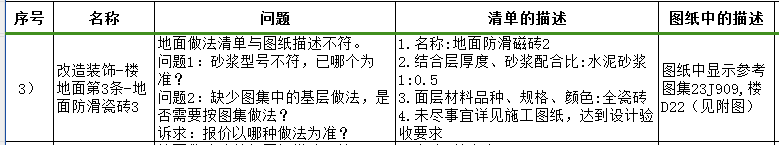 序号 名称 问题 清单的描述 图纸中的描述
3）
改造装饰-楼
地面第3条-地
面防滑瓷砖3
地面做法清单与图纸描述不符。
问题1：砂浆型号不符，已哪个为
准？
问题2：缺少图集中的基层做法，是
否需要按图集做法？
诉求：报价以哪种做法为准？
1.名称:地面防滑磁砖2
2.结合层厚度、砂浆配合比:水泥砂浆
1:0.5
3.面层材料品种、规格、颜色:全瓷砖
4.未尽事宜详见施工图纸，达到设计验
收要求
图纸中显示参考
图集23J909,楼
D22（见附图）